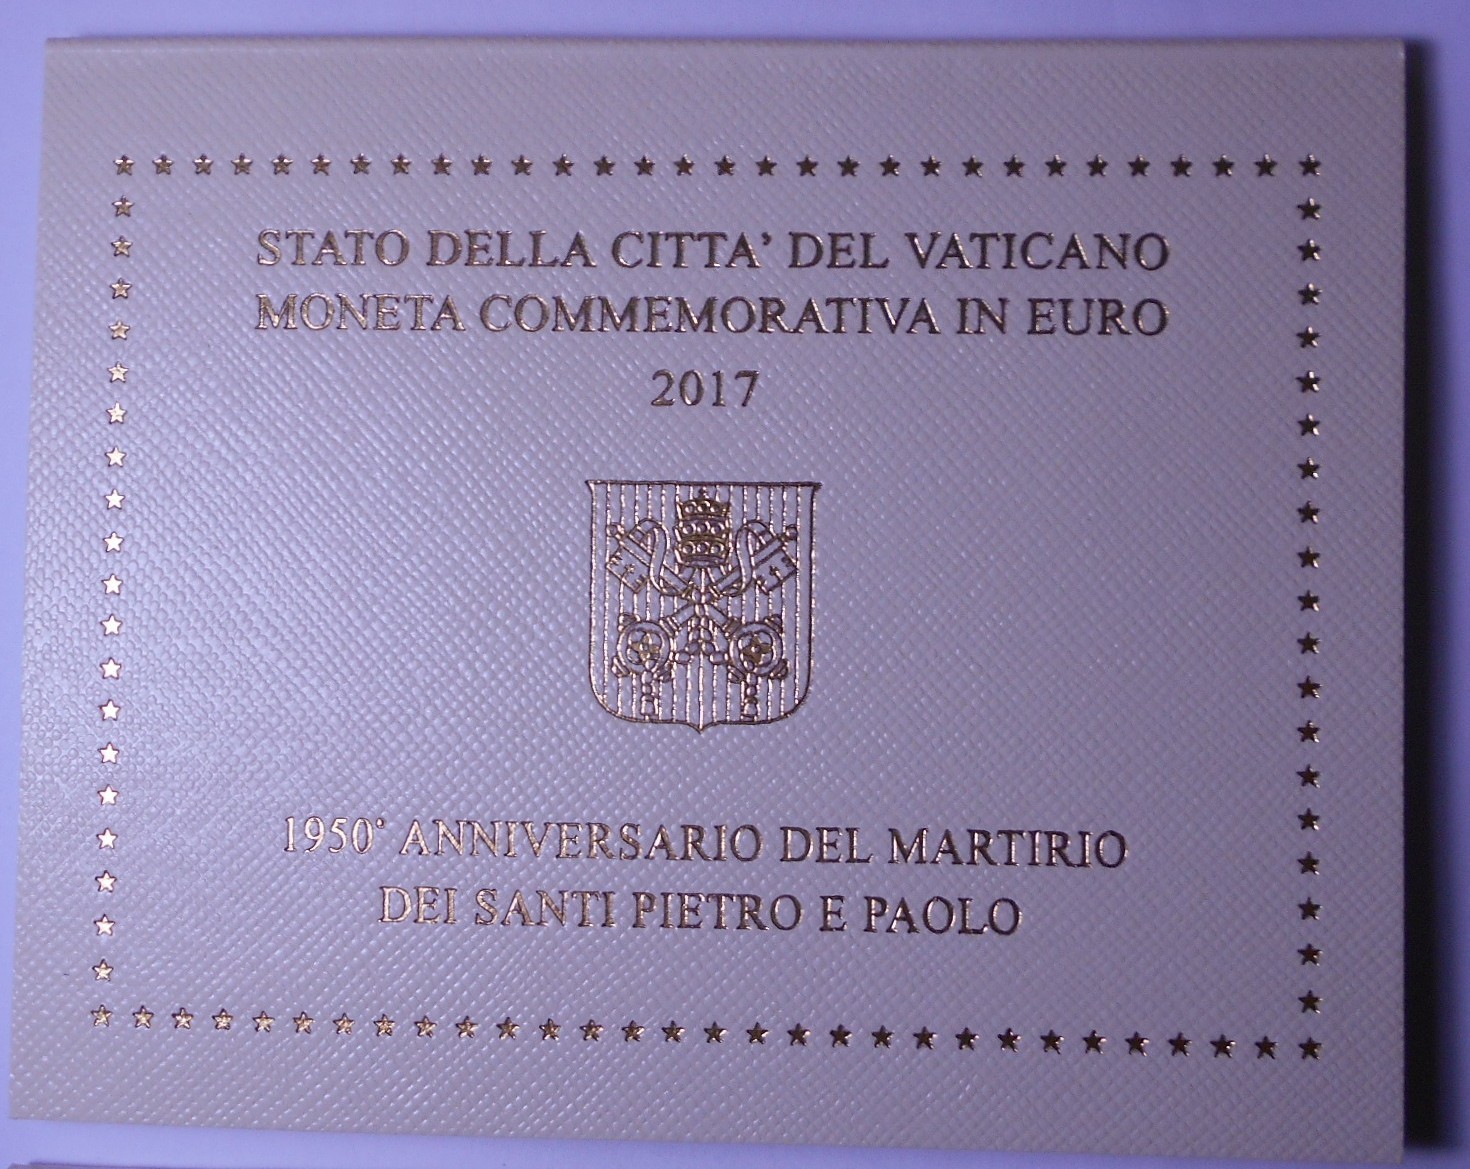 STATO DELLA CITTA’ DEL VATICANO
MONETA COMMEMORATIVA IN EURO
2017
1950° ANNIVERSARIO DEL MARTIRIO
DEI SANTI PIETRO E PAOLO